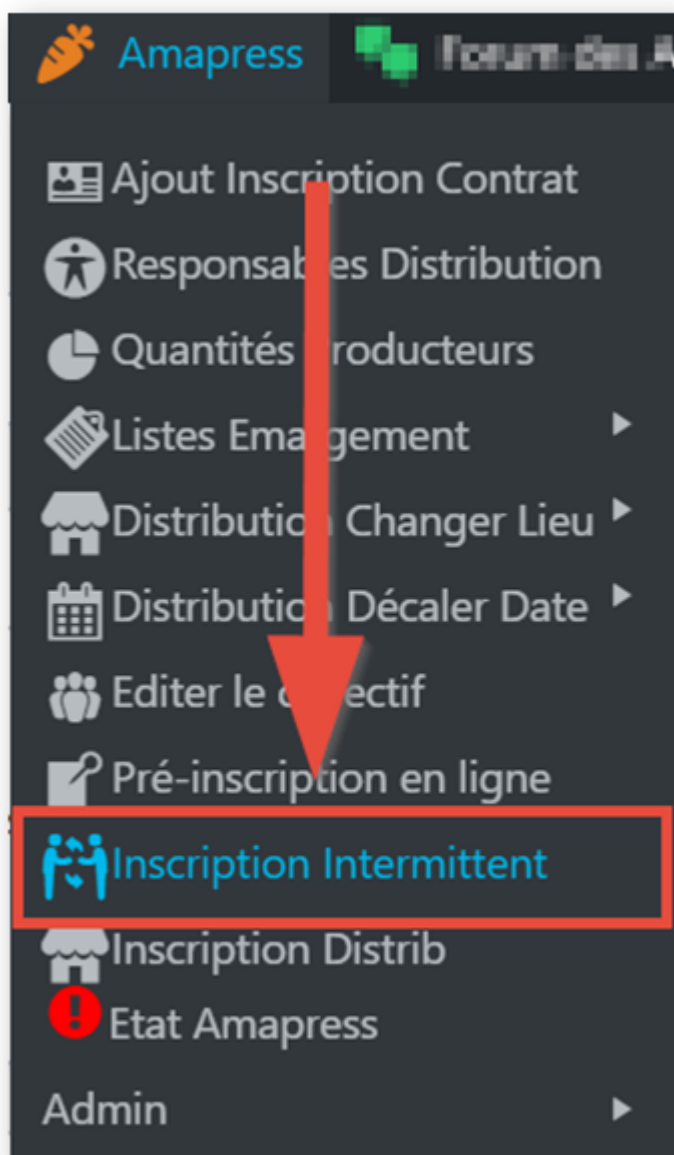 Amapress
Ajout Inscription Contrat
Responsables Distribution
Quantités Producteurs
Listes Emargement
Distribution Changer Lieu
Distribution Décaler Date
Editer le collectif
Pré-inscription en ligne
Inscription Intermittent
Inscription Distrib
Etat Amapress
Admin